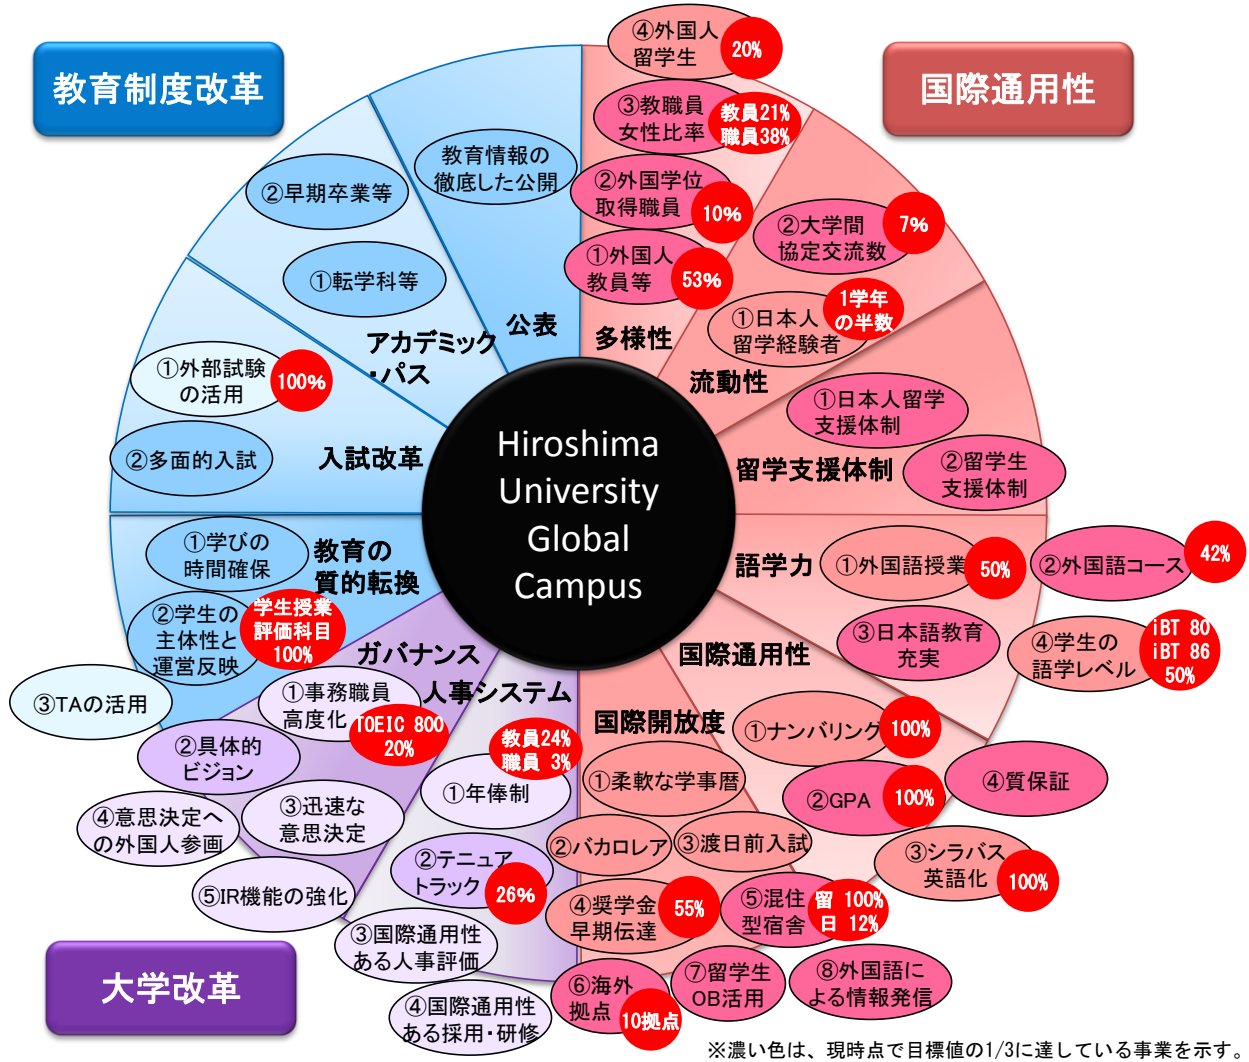 教育制度改革
国際通用性
④外国人
留学生
20%
③教職員
女性比率
教員21%
職員38%
②外国学位
取得職員
10%
①外国人
教員等
53%
多様性
②大学間
協定交流数
7%
①日本人
留学経験者
1学年
の半数
流動性
①日本人留学
支援体制
②留学生
支援体制
留学支援体制
語学力
①外国語授業
50%
②外国語コース
42%
③日本語教育
充実
④学生の
語学レベル
iBT 80
iBT 86
50%
国際通用性
①ナンバリング
100%
②GPA
100%
④質保証
③シラバス
英語化
100%
国際開放度
①柔軟な学事暦
②バカロレア
③渡日前入試
④奨学金
早期伝達
55%
⑤混住
型宿舎
留 100%
日 12%
⑥海外
拠点
10拠点
⑦留学生
OB活用
⑧外国語に
よる情報発信
教育情報の
徹底した公開
公表
②早期卒業等
①転学科等
アカデミック
・パス
①外部試験
の活用
100%
②多面的入試
入試改革
Hiroshima
University
Global
Campus
①学びの
時間確保
教育の
質的転換
②学生の
主体性と
運営反映
学生授業
評価科目
100%
③TAの活用
ガバナンス
①事務職員
高度化
TOEIC 800
20%
②具体的
ビジョン
③迅速な
意思決定
④意思決定へ
の外国人参画
⑤IR機能の強化
人事システム
教員24%
職員 3%
①年俸制
②テニュア
トラック
26%
③国際通用性
ある人事評価
④国際通用性
ある採用・研修
大学改革
※濃い色は、現時点で目標値の1/3に達している事業を示す。